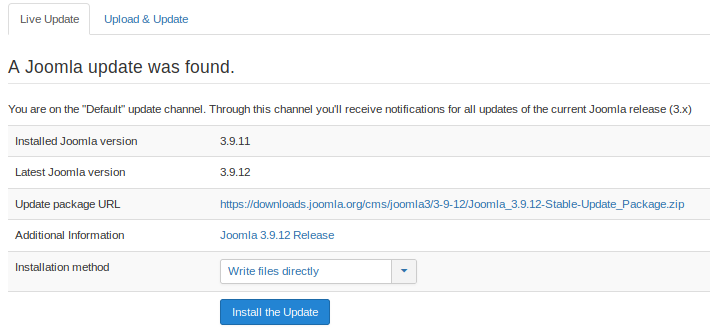 Live Update Upload & Update
A Joomla update was found.
You are on the "Default" update channel. Through this channel you'll receive notifications for all updates of the current Joomla release (3.x)
Installed Joomla version 3.9.11
Latest Joomla version 3.9.12
Update package URL https://downloads.joomla.org/cms/joomla3/3-9-12/Joomla_3.9.12-Stable-Update_Package.zip
Additional Information Joomla 3.9.12 Release
Installation method Write files directly
Install the Update